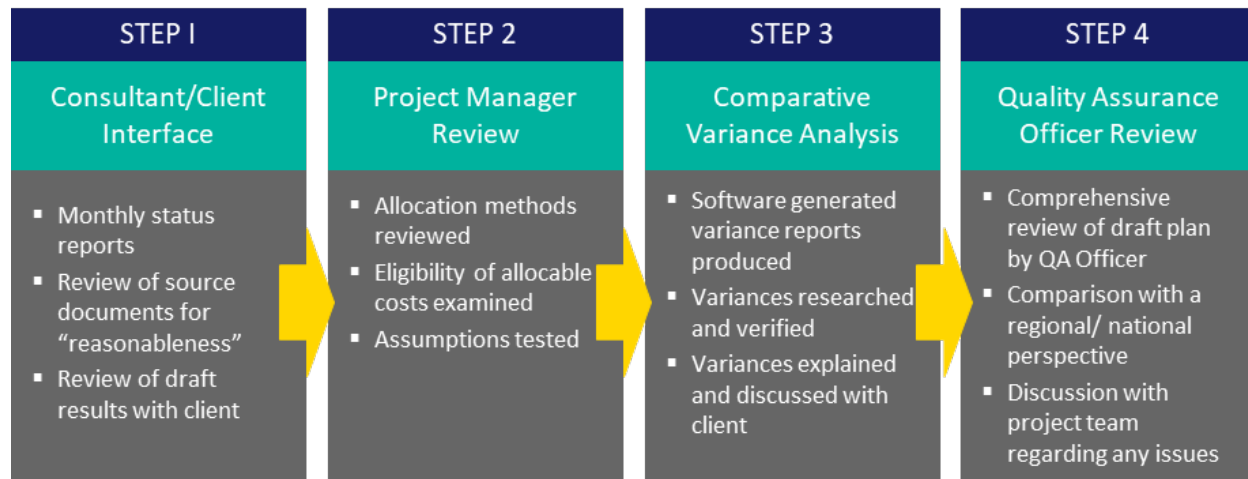 STEP I
Consultant/Client
Interface
▪ Monthly status
reports
▪ Review of source
documents for
“reasonableness”
▪ Review of draft
results with client
STEP 2
Project Manager
Review
▪ Allocation methods
reviewed
▪ Eligibility of allocable
costs examined
▪ Assumptions tested
STEP 3
Comparative
Variance Analysis
▪ Software generated
variance reports
produced
▪ Variances researched
and verified
▪ Variances explained
and discussed with
client
STEP 4
Quality Assurance
Officer Review
▪ Comprehensive
review of draft plan
by QA Officer
▪ Comparison with a
regional/ national
perspective
▪ Discussion with
project team
regarding any issues